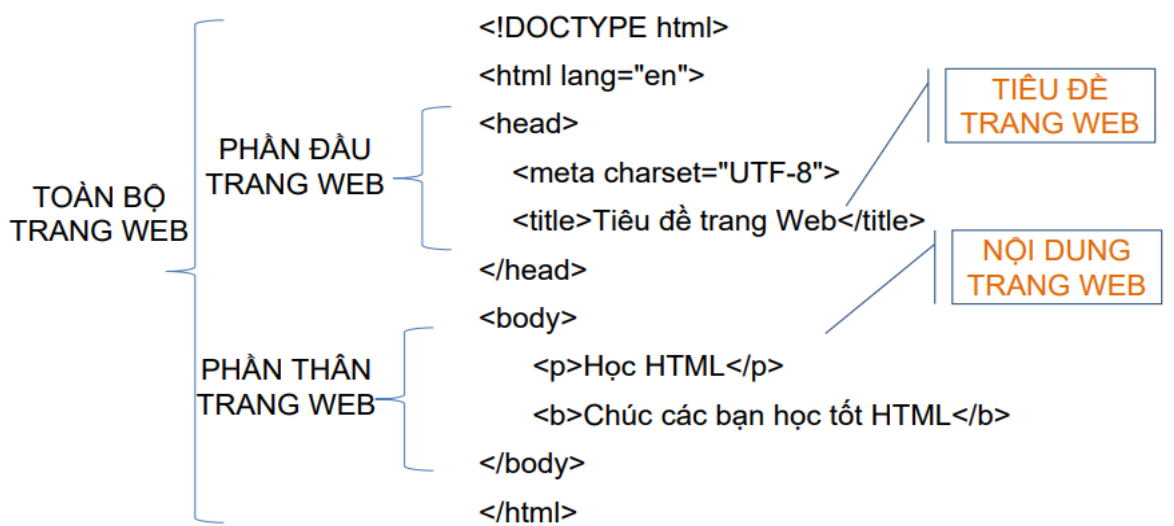 <!DOCTYPE html>
<html lang="en">
TIÊU ĐỀ
TRANG WEB
<head>
PHẦN ĐẦU
TRANG WEB
<meta charset="UTF-8">
TOÀN BỘ
TRANG WEB
<title>Tiêu đề trang Web</title>
NỘI DUNG
TRANG WEB
</head>
<body>
PHẦN THÂN
TRANG WEB
<p>Học HTML</p>
<b>Chúc các bạn học tốt HTML</b>
</body>
</html>